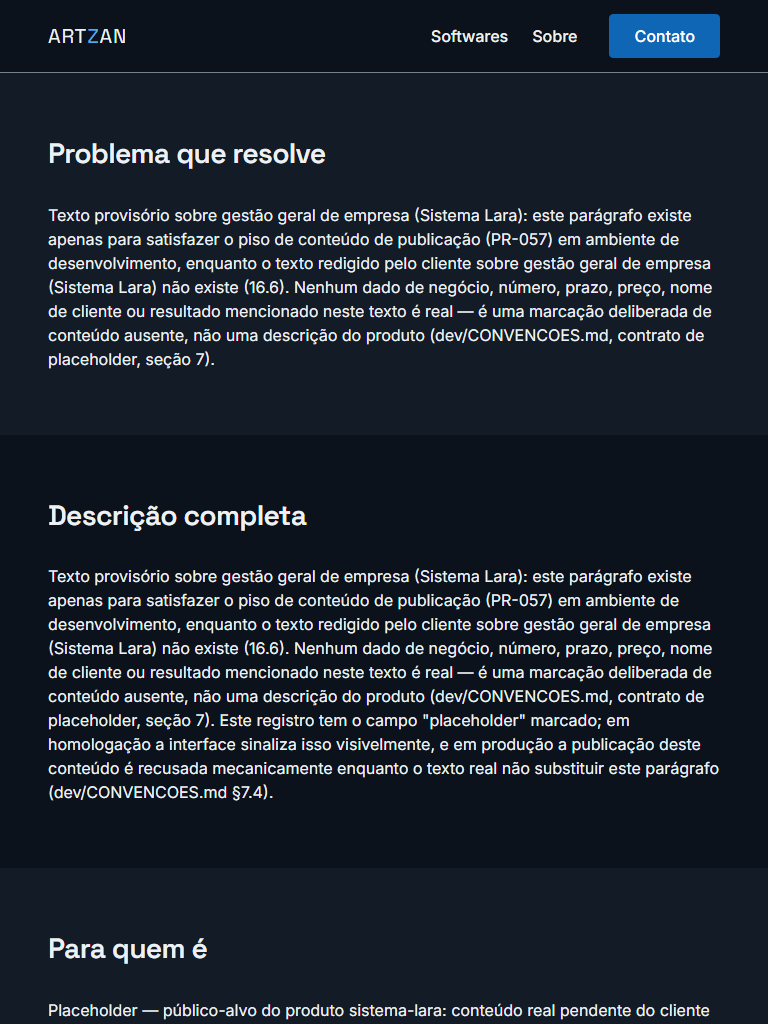 ARTZAN
Softwares Sobre Contato
Problema que resolve
Texto provisório sobre gestão geral de empresa (Sistema Lara): este parágrafo existe
apenas para satisfazer o piso de conteúdo de publicação (PR-057) em ambiente de
desenvolvimento, enquanto o texto redigido pelo cliente sobre gestão geral de empresa
(Sistema Lara) não existe (16.6). Nenhum dado de negócio, número, prazo, preço, nome
de cliente ou resultado mencionado neste texto é real — é uma marcação deliberada de
conteúdo ausente, não uma descrição do produto (dev/CONVENCOES.md, contrato de
placeholder, seção 7).
Descrição completa
Texto provisório sobre gestão geral de empresa (Sistema Lara): este parágrafo existe
apenas para satisfazer o piso de conteúdo de publicação (PR-057) em ambiente de
desenvolvimento, enquanto o texto redigido pelo cliente sobre gestão geral de empresa
(Sistema Lara) não existe (16.6). Nenhum dado de negócio, número, prazo, preço, nome
de cliente ou resultado mencionado neste texto é real — é uma marcação deliberada de
conteúdo ausente, não uma descrição do produto (dev/CONVENCOES.md, contrato de
placeholder, seção 7). Este registro tem o campo "placeholder" marcado; em
homologação a interface sinaliza isso visivelmente, e em produção a publicação deste
conteúdo é recusada mecanicamente enquanto o texto real não substituir este parágrafo
(dev/CONVENCOES.md §7.4).
Para quem é
Placeholder — público-alvo do produto sistema-lara: conteúdo real pendente do cliente